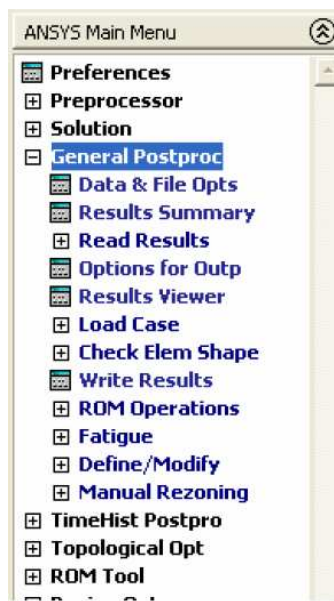 ANSYS Main Menu
Preferences
Preprocessor
Solution
General Postproc
Data & File Opts
Results Summary
Read Results
Options for Outp
Results Viewer
Load Case
Check Elem Shape
Write Results
ROM Operations
Fatigue
Define/Modify
Manual Rezoning
TimeHist Postpro
Topological Opt
ROM Tool